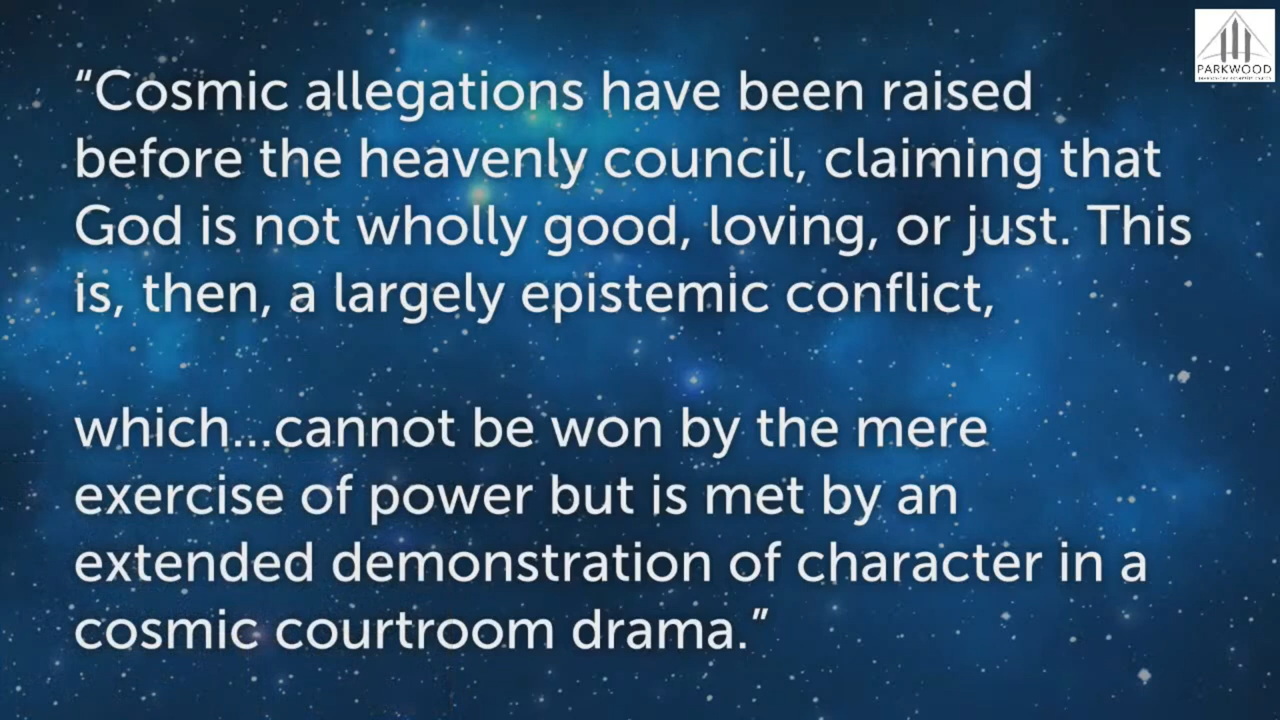 “Cosmic allegations have been raised
before the heavenly council, claiming that
God is not wholly good, loving, or just. This
is, then, a largely epistemic conflict,
which...cannot be won by the mere
exercise of power but is met by an
extended demonstration of character in a
cosmic courtroom drama.”
PARKWOOD